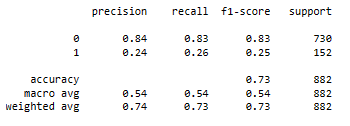 precision recall f1-score support
0 0.84 0.83 0.83 730
1 0.24 0.26 0.25 152
accuracy 0.73 882
macro avg 0.54 0.54 0.54 882
weighted avg 0.74 0.73 0.73 882